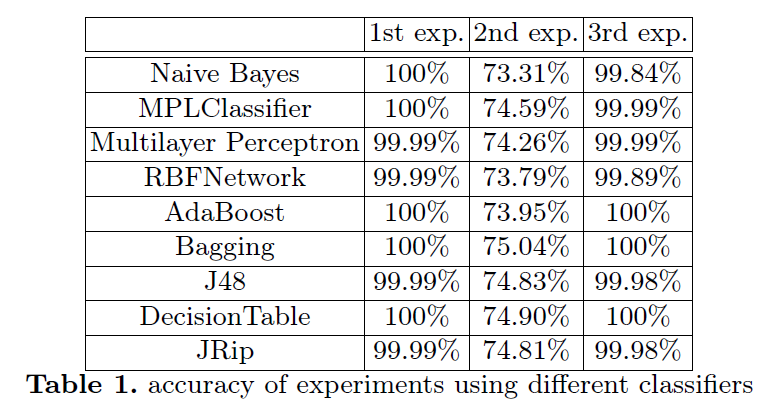 1st exp. 2nd exp. 3rd exp.
Naive Bayes 100% 73.31% 99.84%
MPLClassifier 100% 74.59% 99.99%
Multilayer Perceptron 99.99% 74.26% 99.99%
RBFNetwork 99.99% 73.79% 99.89%
AdaBoost 100% 73.95% 100%
Bagging 100% 75.04% 100%
J48 99.99% 74.83% 99.98%
DecisionTable 100% 74.90% 100%
JRip 99.99% 74.81% 99.98%
Table 1. accuracy of experiments using different classifiers